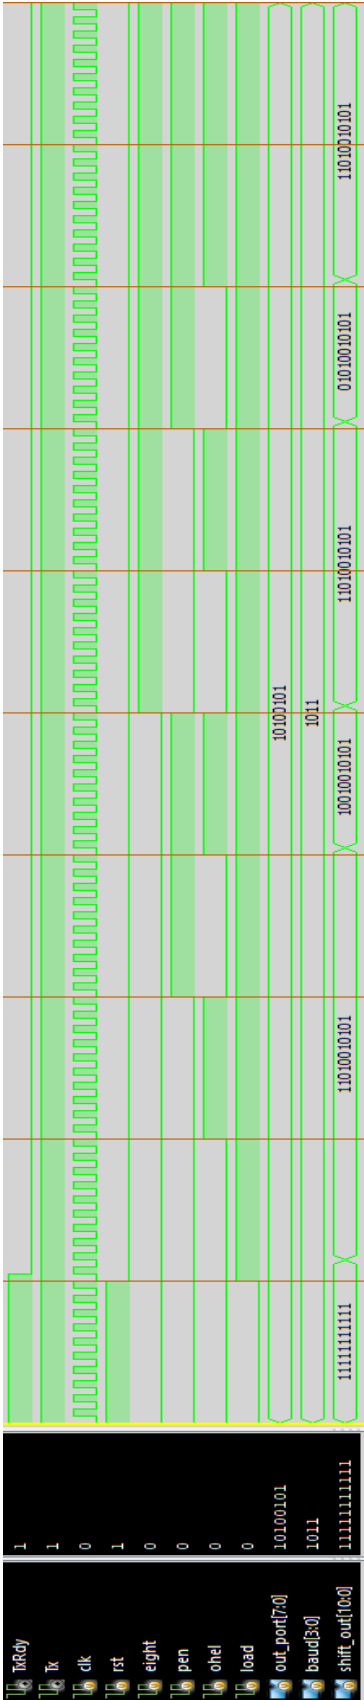 TxRdy 1
Tx 1
clk 0
rst 1
eight 0
pen 0
ohel 0
load 0
out_port[7:0] 10100101 10100101
baud[3:0] 1011 1011
shift_out[10:0] 11111111111 11111111111 11010010101 10010010101 11010010101 01010010101 11010010101